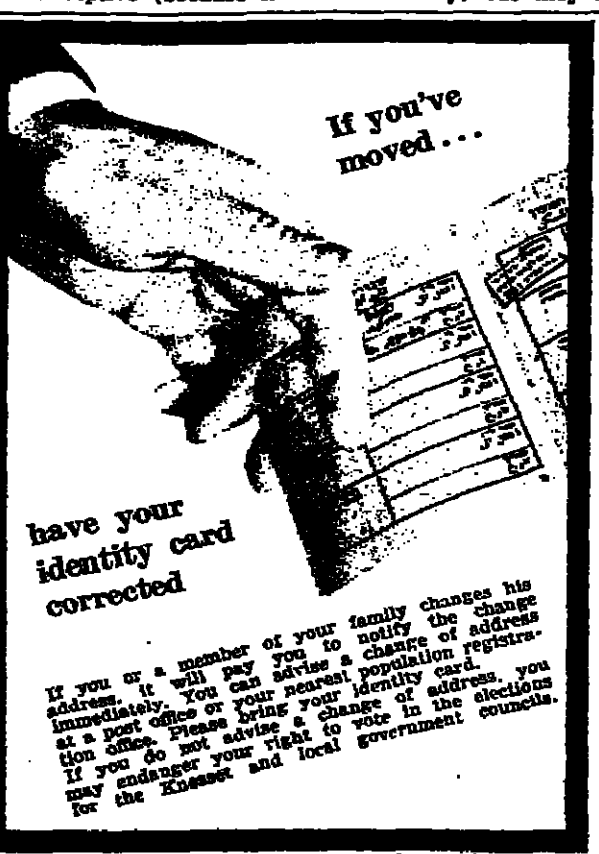 If you've
moved...
have your
identity card
corrected
If you or a member of your family changes his
address, it will pay you to notify the change
immediately. You can advise a change of address
at a post office or your nearest population registra-
tion office. Please bring your identity card.
If you do not advise a change of address, you
may endanger your right to vote in the elections
for the Knesset and local government councils.